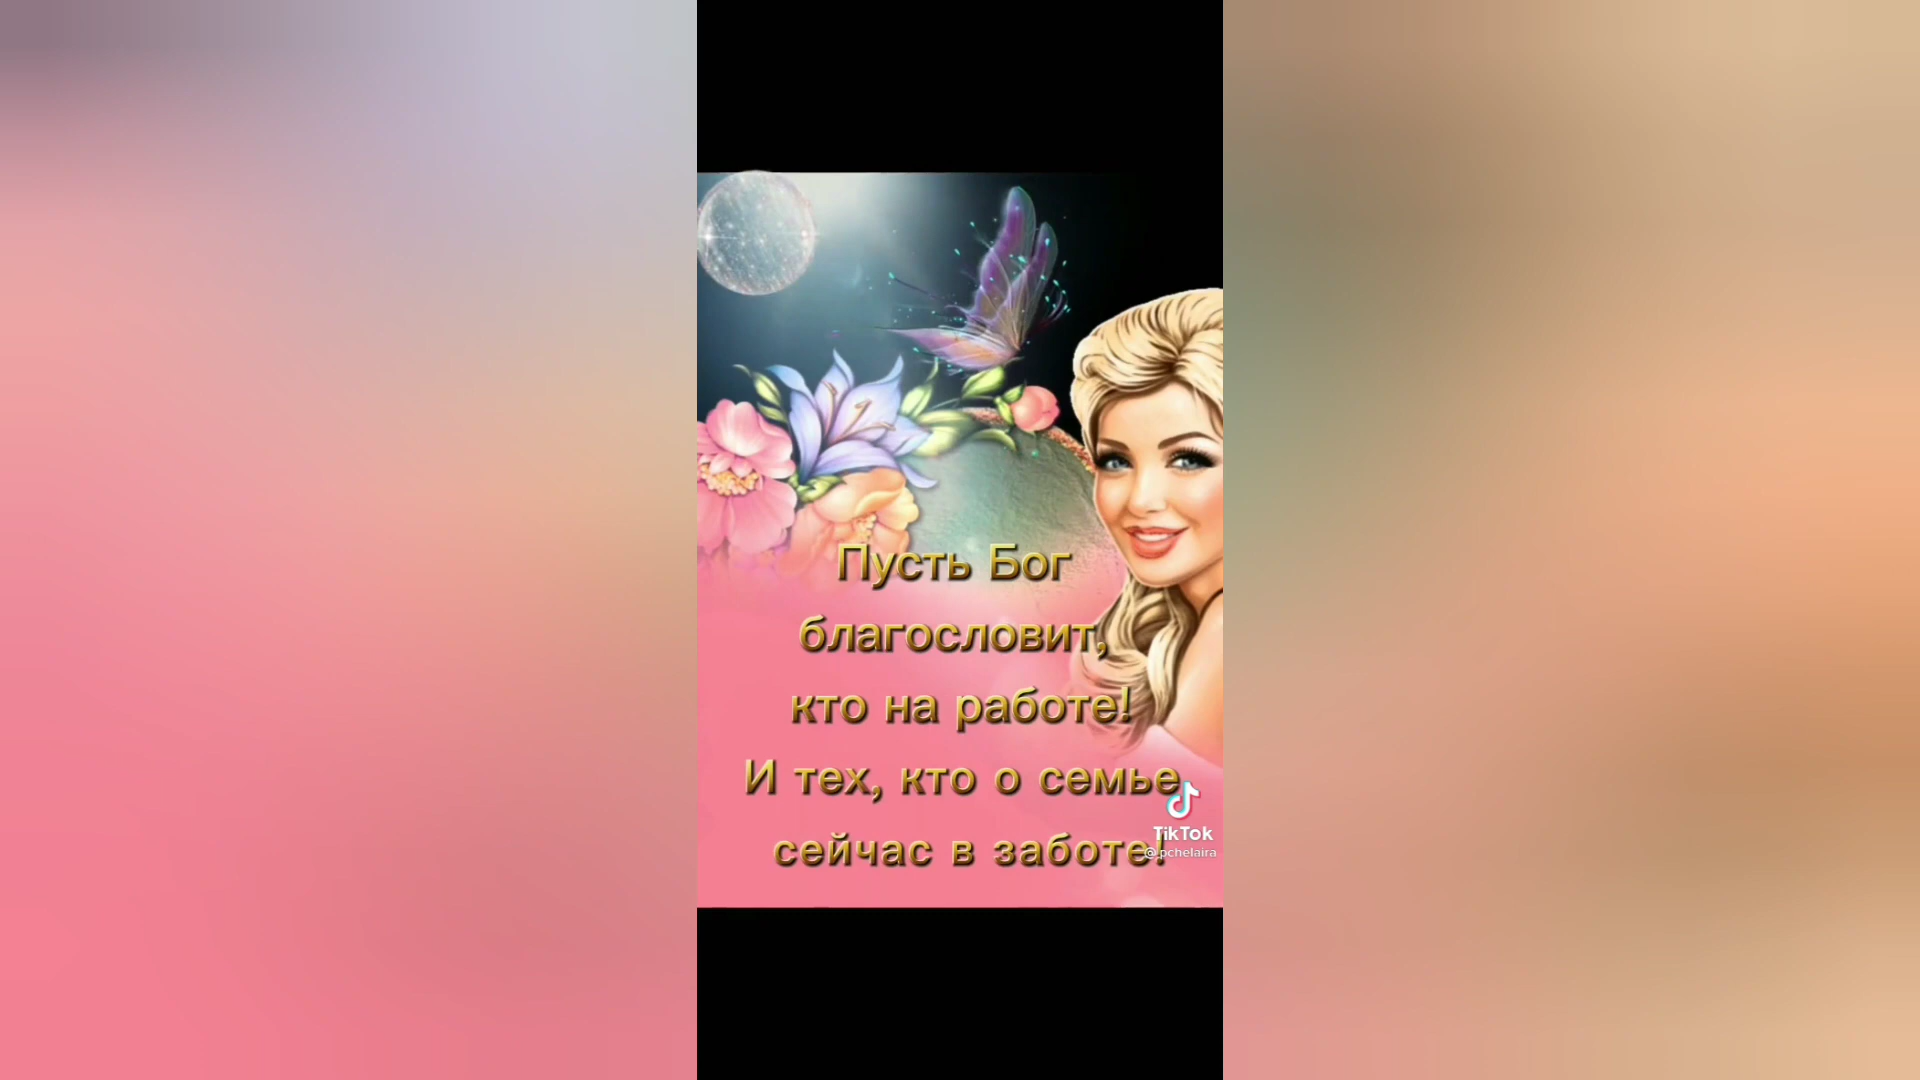 Пусть Бог
благословит,
кто на работе!
И тех, кто о семье
сейчас в заботе!
TikTok
@pchelaira